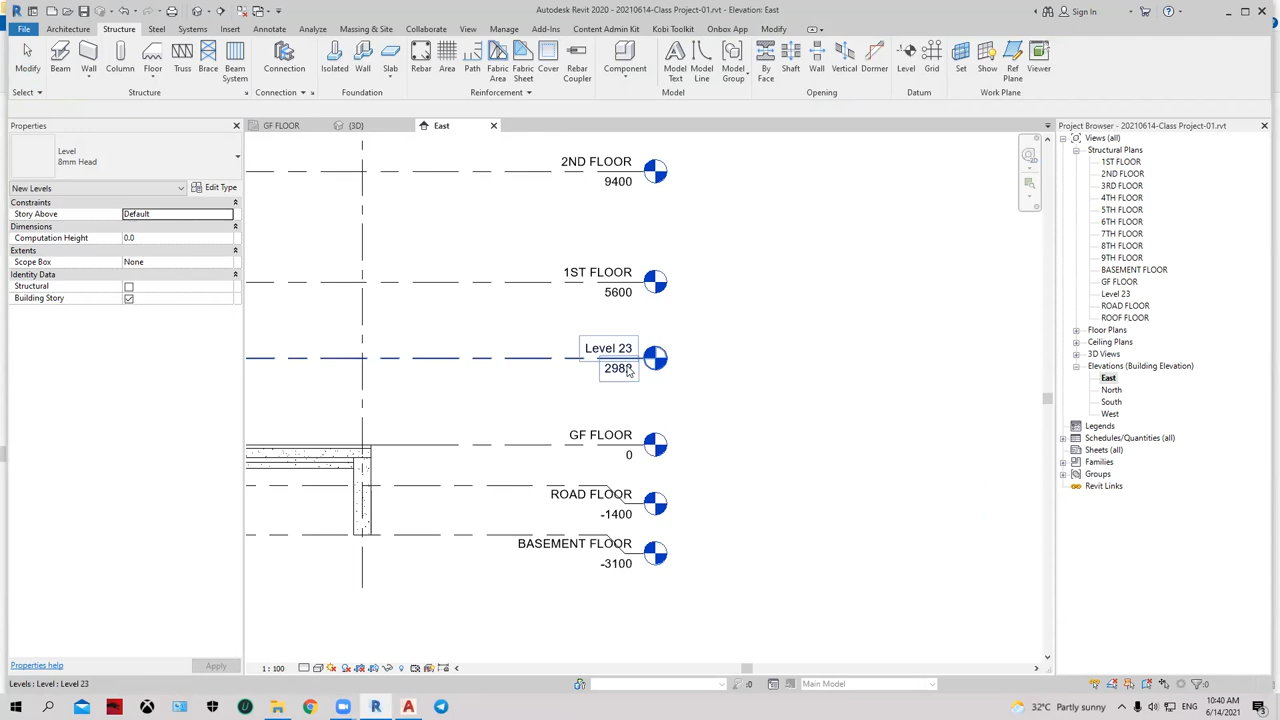 Autodesk Revit 2020 - 20210614-Class Project-01.rvt - Elevation: East
Sign In
File Architecture Structure Steel Systems Insert Annotate Analyze Massing & Site Collaborate View Manage Add-Ins Content Admin Kit Kobi Toolkit Onbox App Modify
Modify Beam Wall Column Floor Truss Brace Beam System Connection Isolated Wall Slab Rebar Area Path Fabric Area Fabric Sheet Cover Rebar Coupler Component Model Text Model Line Model Group By Face Shaft Wall Vertical Dormer Level Grid Set Show Ref Plane Viewer
Select Structure Connection Foundation Reinforcement Model Opening Datum Work Plane
Properties
Level
8mm Head
New Levels
Edit Type
Constraints
Story Above Default
Dimensions
Computation Height 0.0
Extents
Scope Box None
Identity Data
Structural
Building Story
Properties help
Apply
GF FLOOR
{3D}
East
2ND FLOOR
9400
1ST FLOOR
5600
Level 23
GF FLOOR
0
ROAD FLOOR
-1400
BASEMENT FLOOR
-3100
Project Browser - 20210614-Class Project-01.rvt
Views (all)
Structural Plans
1ST FLOOR
2ND FLOOR
3RD FLOOR
4TH FLOOR
5TH FLOOR
6TH FLOOR
7TH FLOOR
8TH FLOOR
9TH FLOOR
BASEMENT FLOOR
GF FLOOR
Level 23
ROAD FLOOR
ROOF FLOOR
Floor Plans
Ceiling Plans
3D Views
Elevations (Building Elevation)
East
North
South
West
Legends
Schedules/Quantities (all)
Sheets (all)
Families
Groups
Revit Links
1 : 100
Levels : Level : Level 23
:0
Main Model
:0
32°C Partly sunny
ENG
10:40 AM
6/14/2021